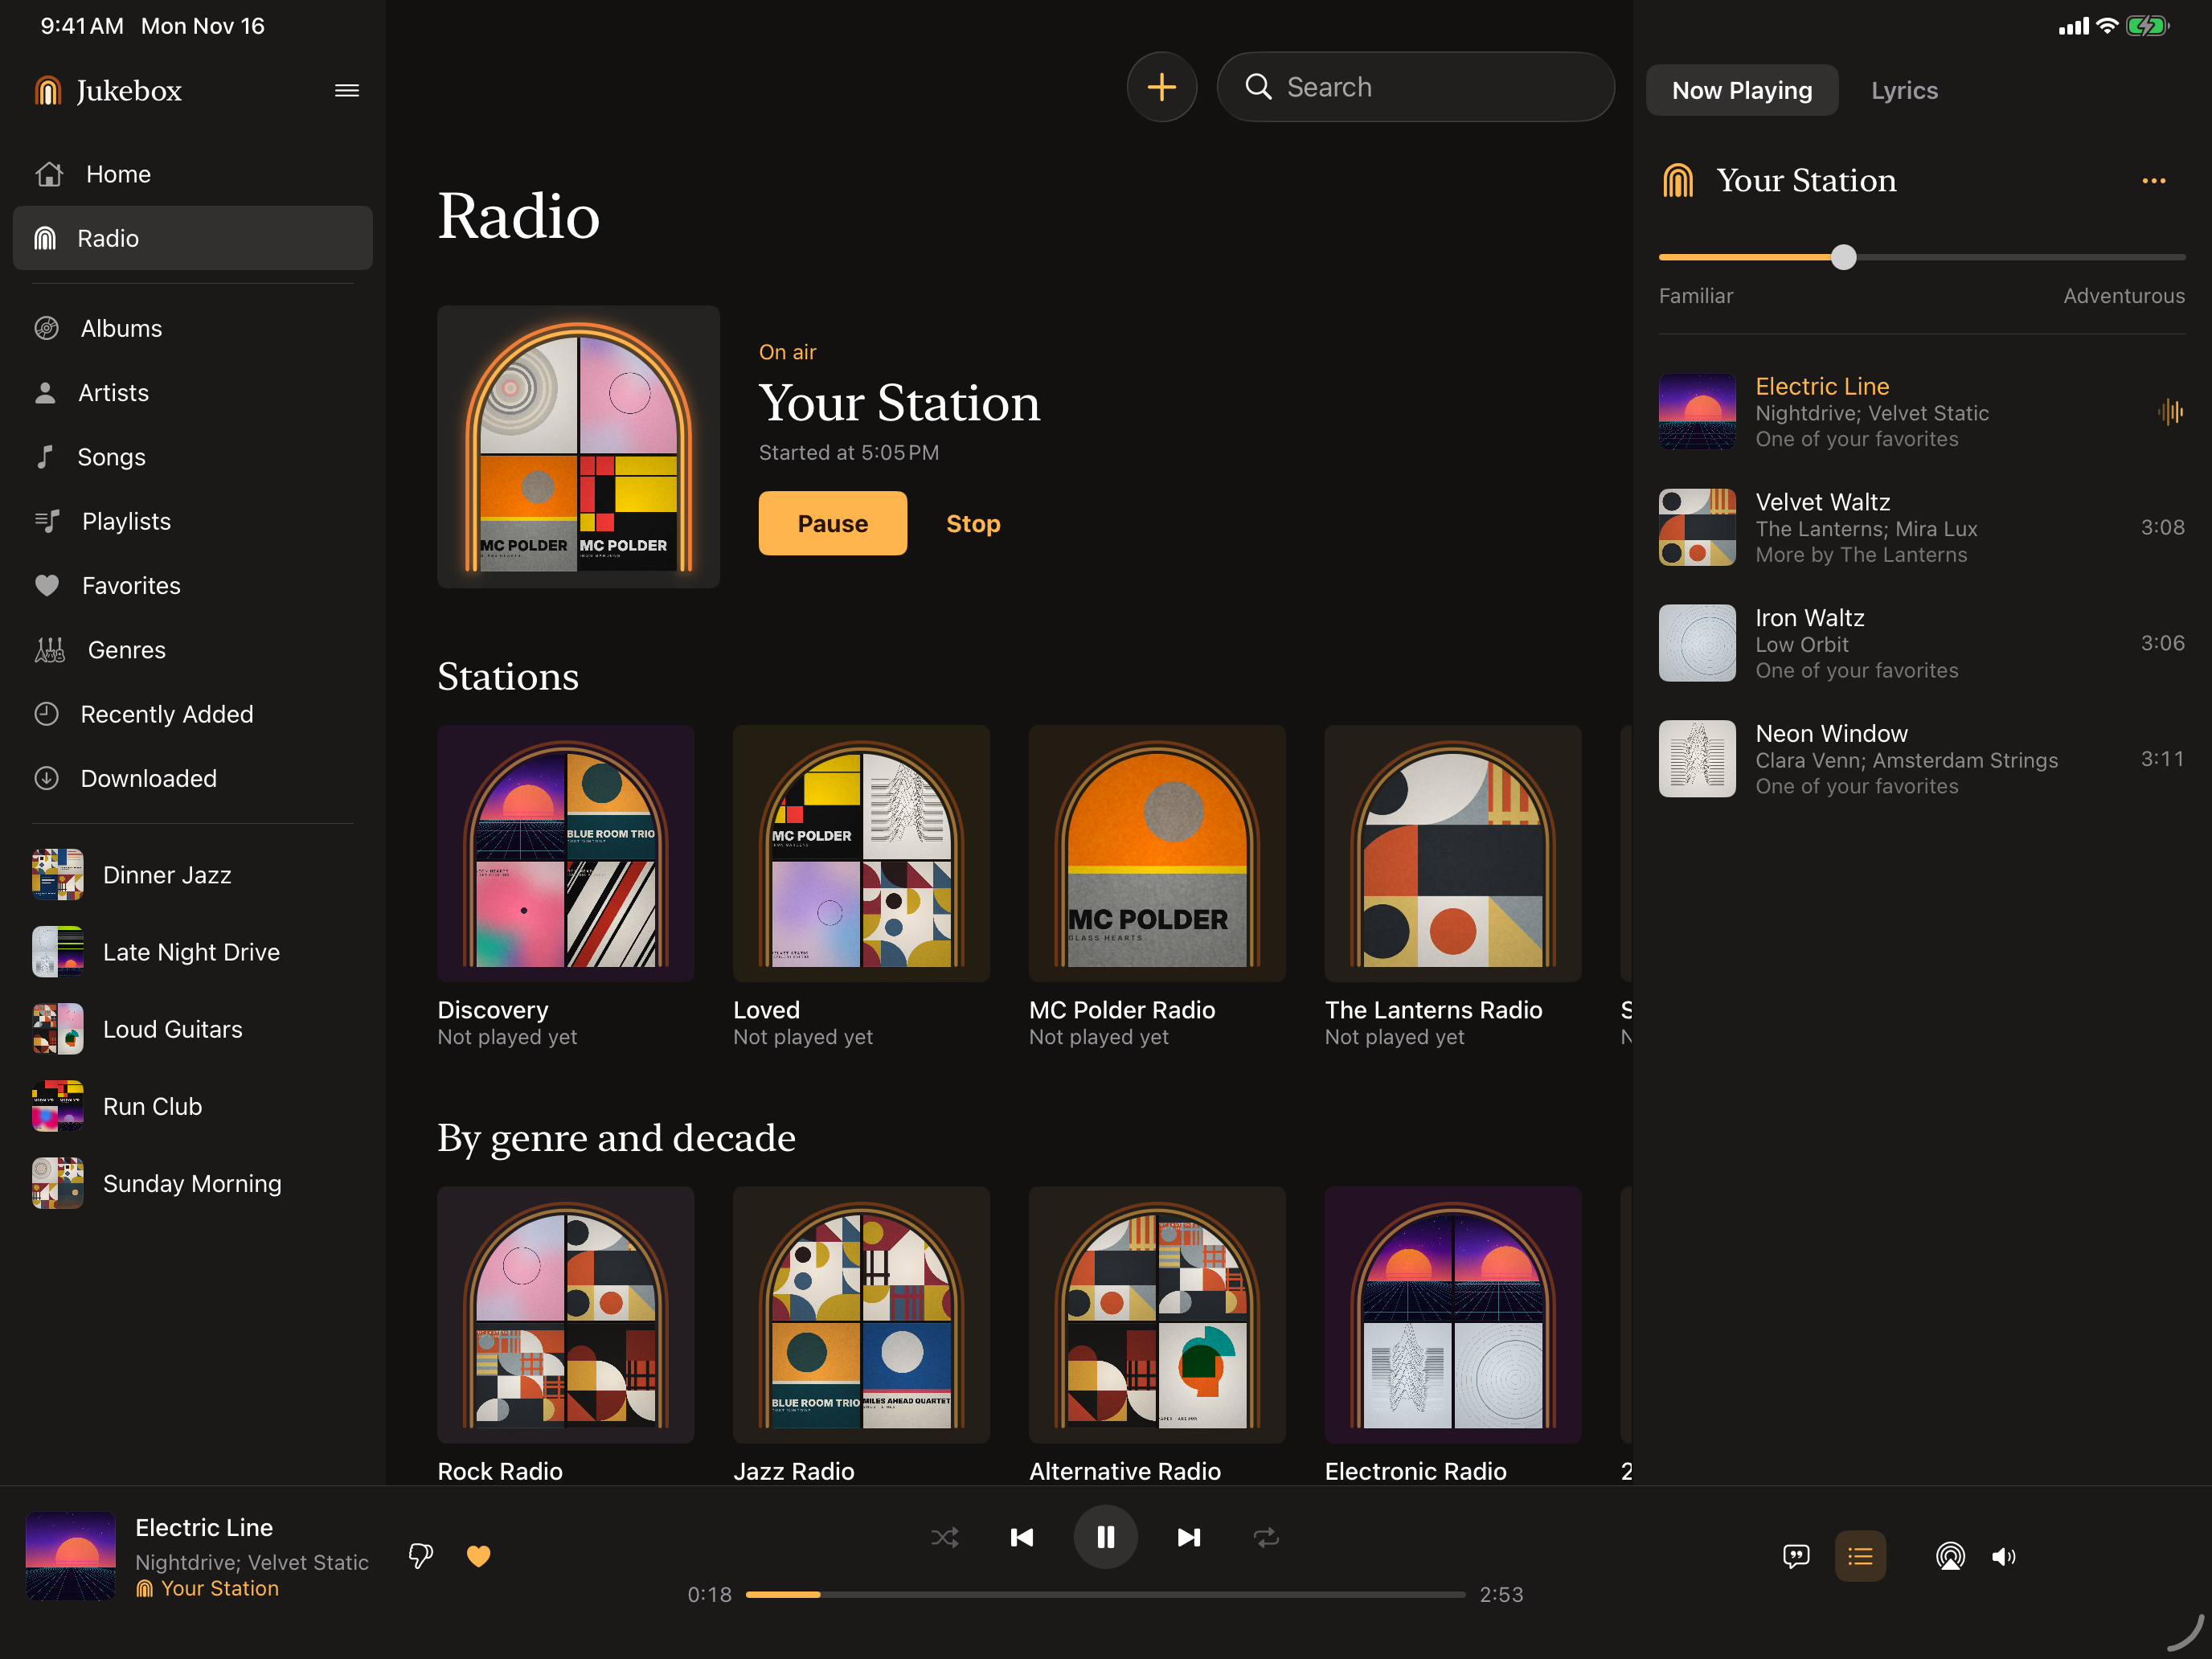 9:41 AM Mon Nov 16
Jukebox
Home
Radio
Albums
Artists
Songs
Playlists
Favorites
Genres
Recently Added
Downloaded
Dinner Jazz
Late Night Drive
Loud Guitars
Run Club
Sunday Morning
Search
Radio
MC POLDER
MC POLDER
On air
Your Station
Started at 5:05 PM
Pause
Stop
Stations
BLUE ROOM TRIO
Discovery
Not played yet
MC POLDER
Loved
Not played yet
MC POLDER
GLASS HEARTS
MC Polder Radio
Not played yet
The Lanterns Radio
Not played yet
By genre and decade
Rock Radio
BLUE ROOM TRIO
MILES AHEAD QUARTET
Jazz Radio
Alternative Radio
Electronic Radio
2
Now Playing
Lyrics
Your Station
Familiar
Adventurous
Electric Line
Nightdrive; Velvet Static
One of your favorites
Velvet Waltz
The Lanterns; Mira Lux
More by The Lanterns
3:08
Iron Waltz
Low Orbit
One of your favorites
3:06
Neon Window
Clara Venn; Amsterdam Strings
One of your favorites
3:11
Electric Line
Nightdrive; Velvet Static
Your Station
0:18
2:53